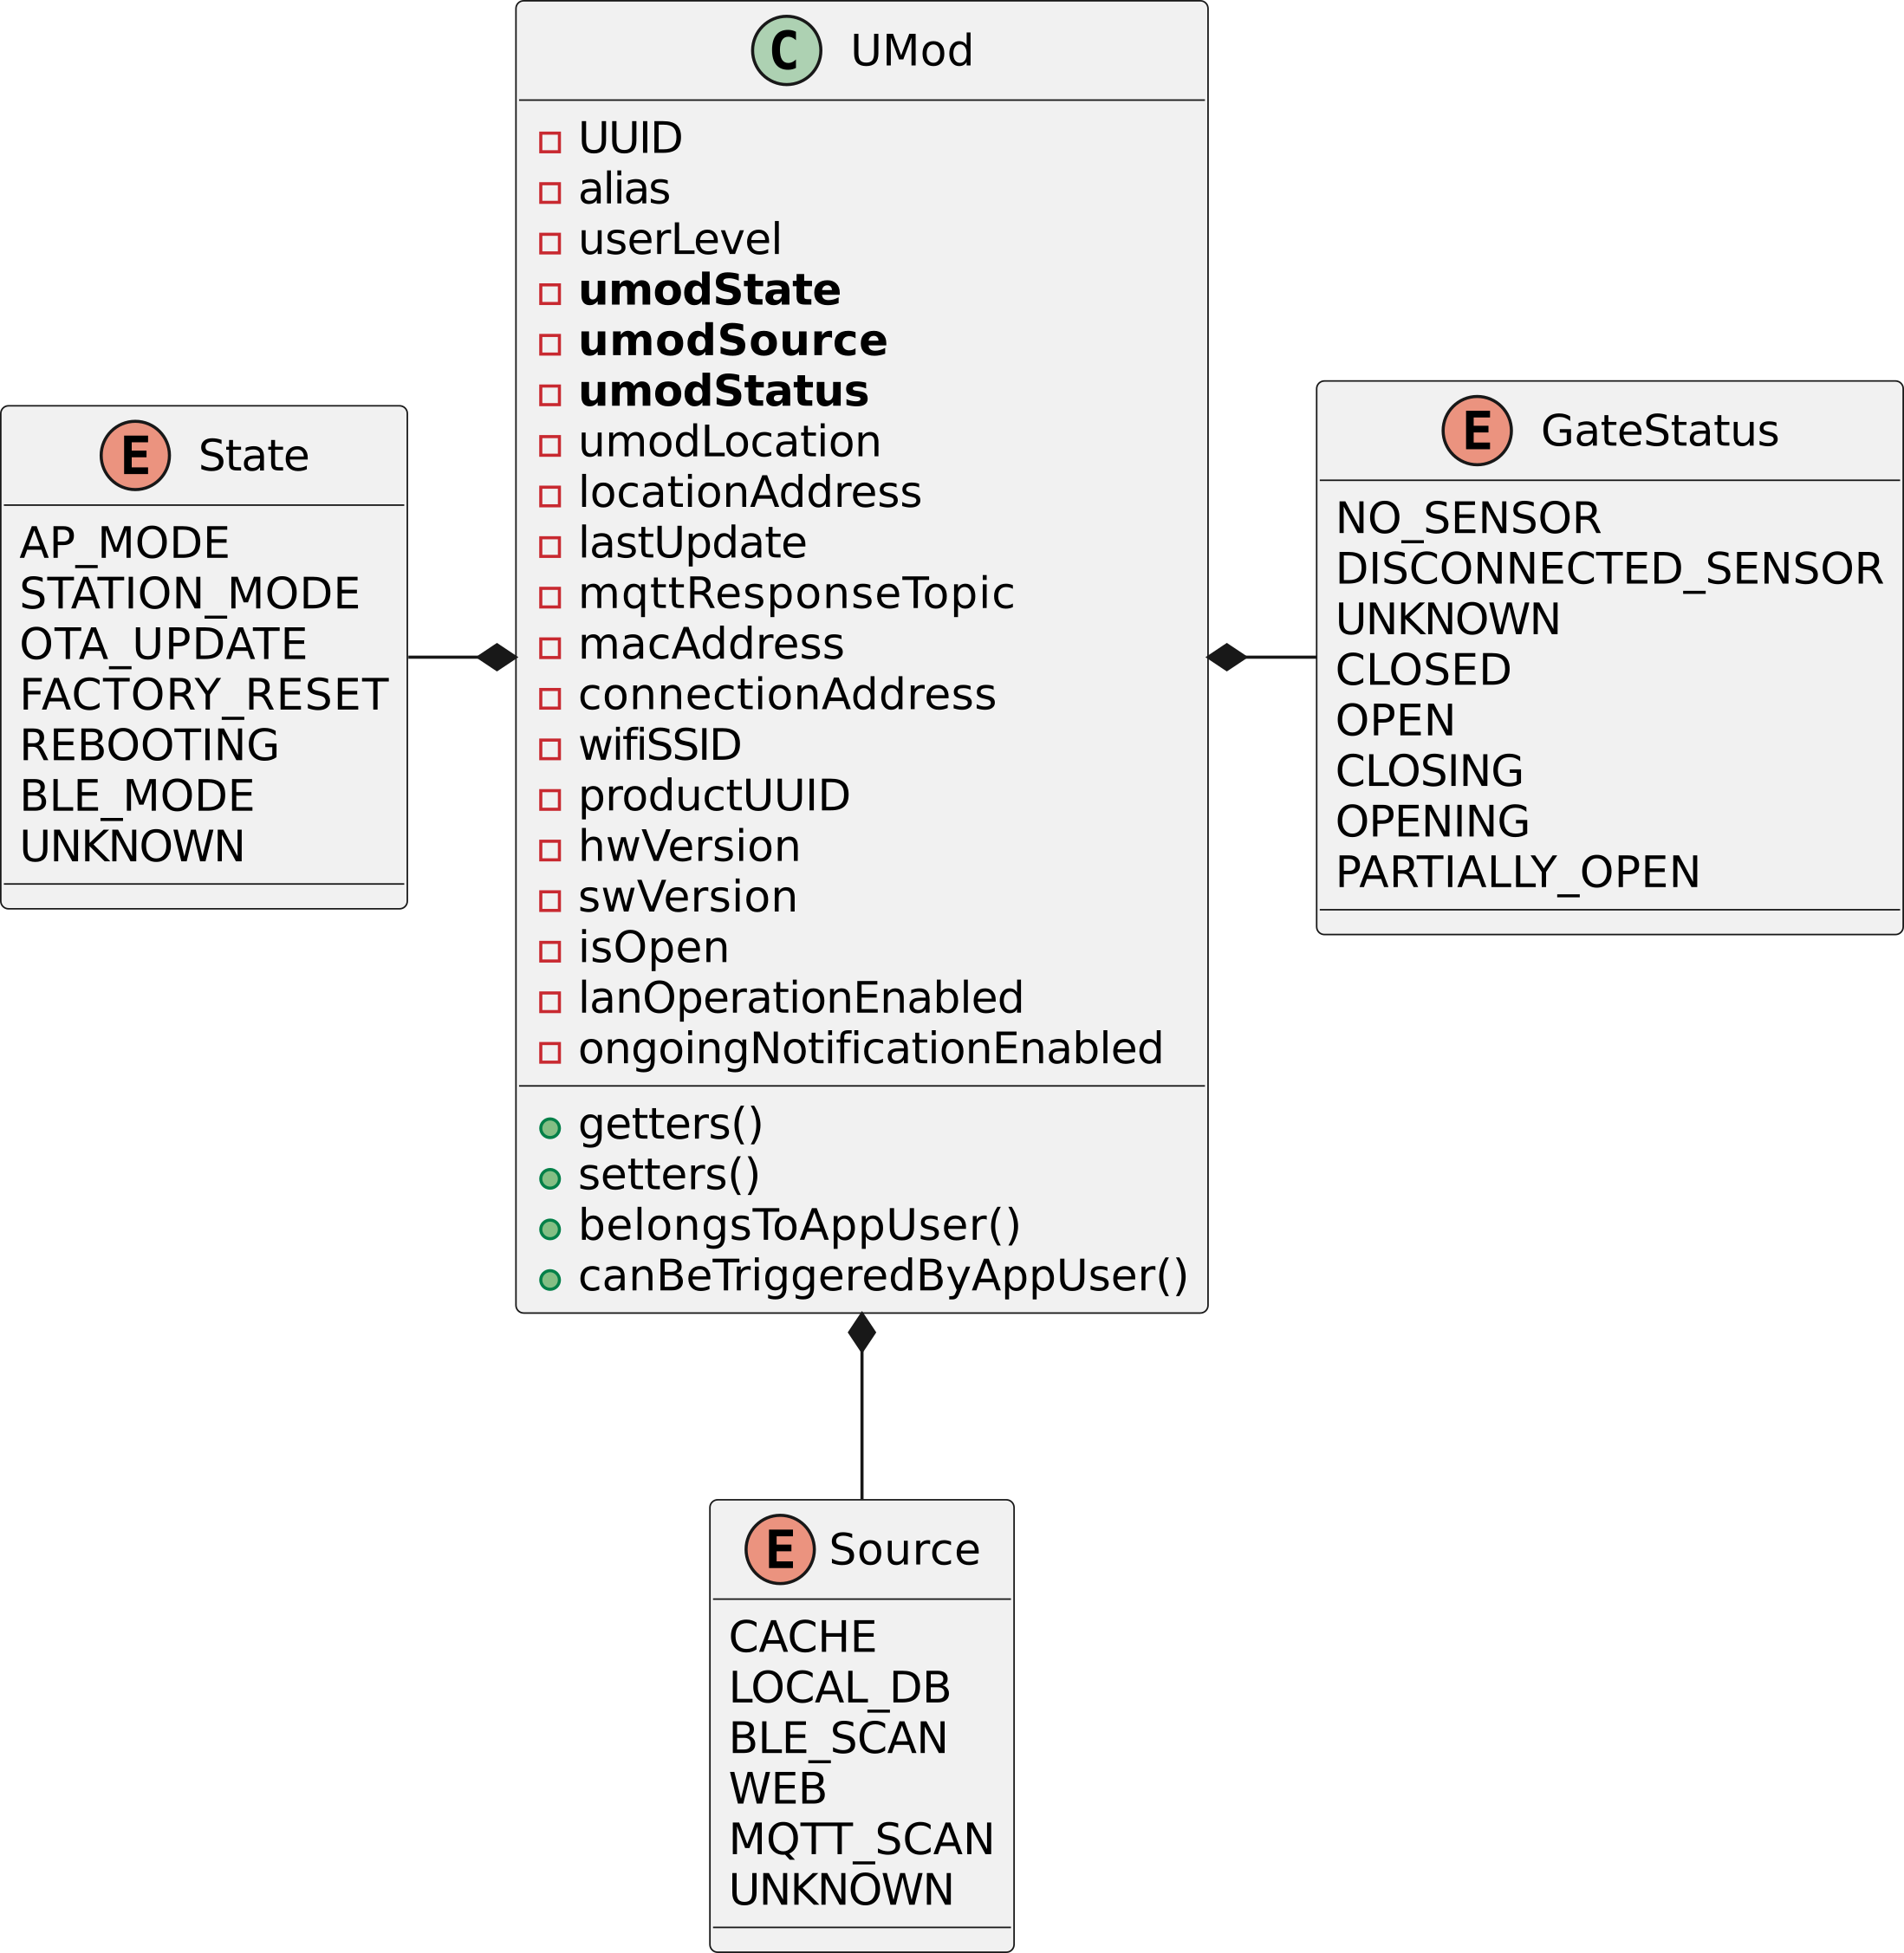 C UMod
UUID
alias
userLevel
umodState
umodSource
umodStatus
umodLocation
locationAddress
lastUpdate
mqttResponseTopic
macAddress
connectionAddress
wifiSSID
productUUID
hwVersion
swVersion
isOpen
lanOperationEnabled
ongoingNotificationEnabled
getters()
setters()
belongsToAppUser()
canBeTriggeredByAppUser()
E State
AP_MODE
STATION_MODE
OTA_UPDATE
FACTORY_RESET
REBOOTING
BLE_MODE
UNKNOWN
E GateStatus
NO_SENSOR
DISCONNECTED_SENSOR
UNKNOWN
CLOSED
OPEN
CLOSING
OPENING
PARTIALLY_OPEN
E Source
CACHE
LOCAL_DB
BLE_SCAN
WEB
MQTT_SCAN
UNKNOWN